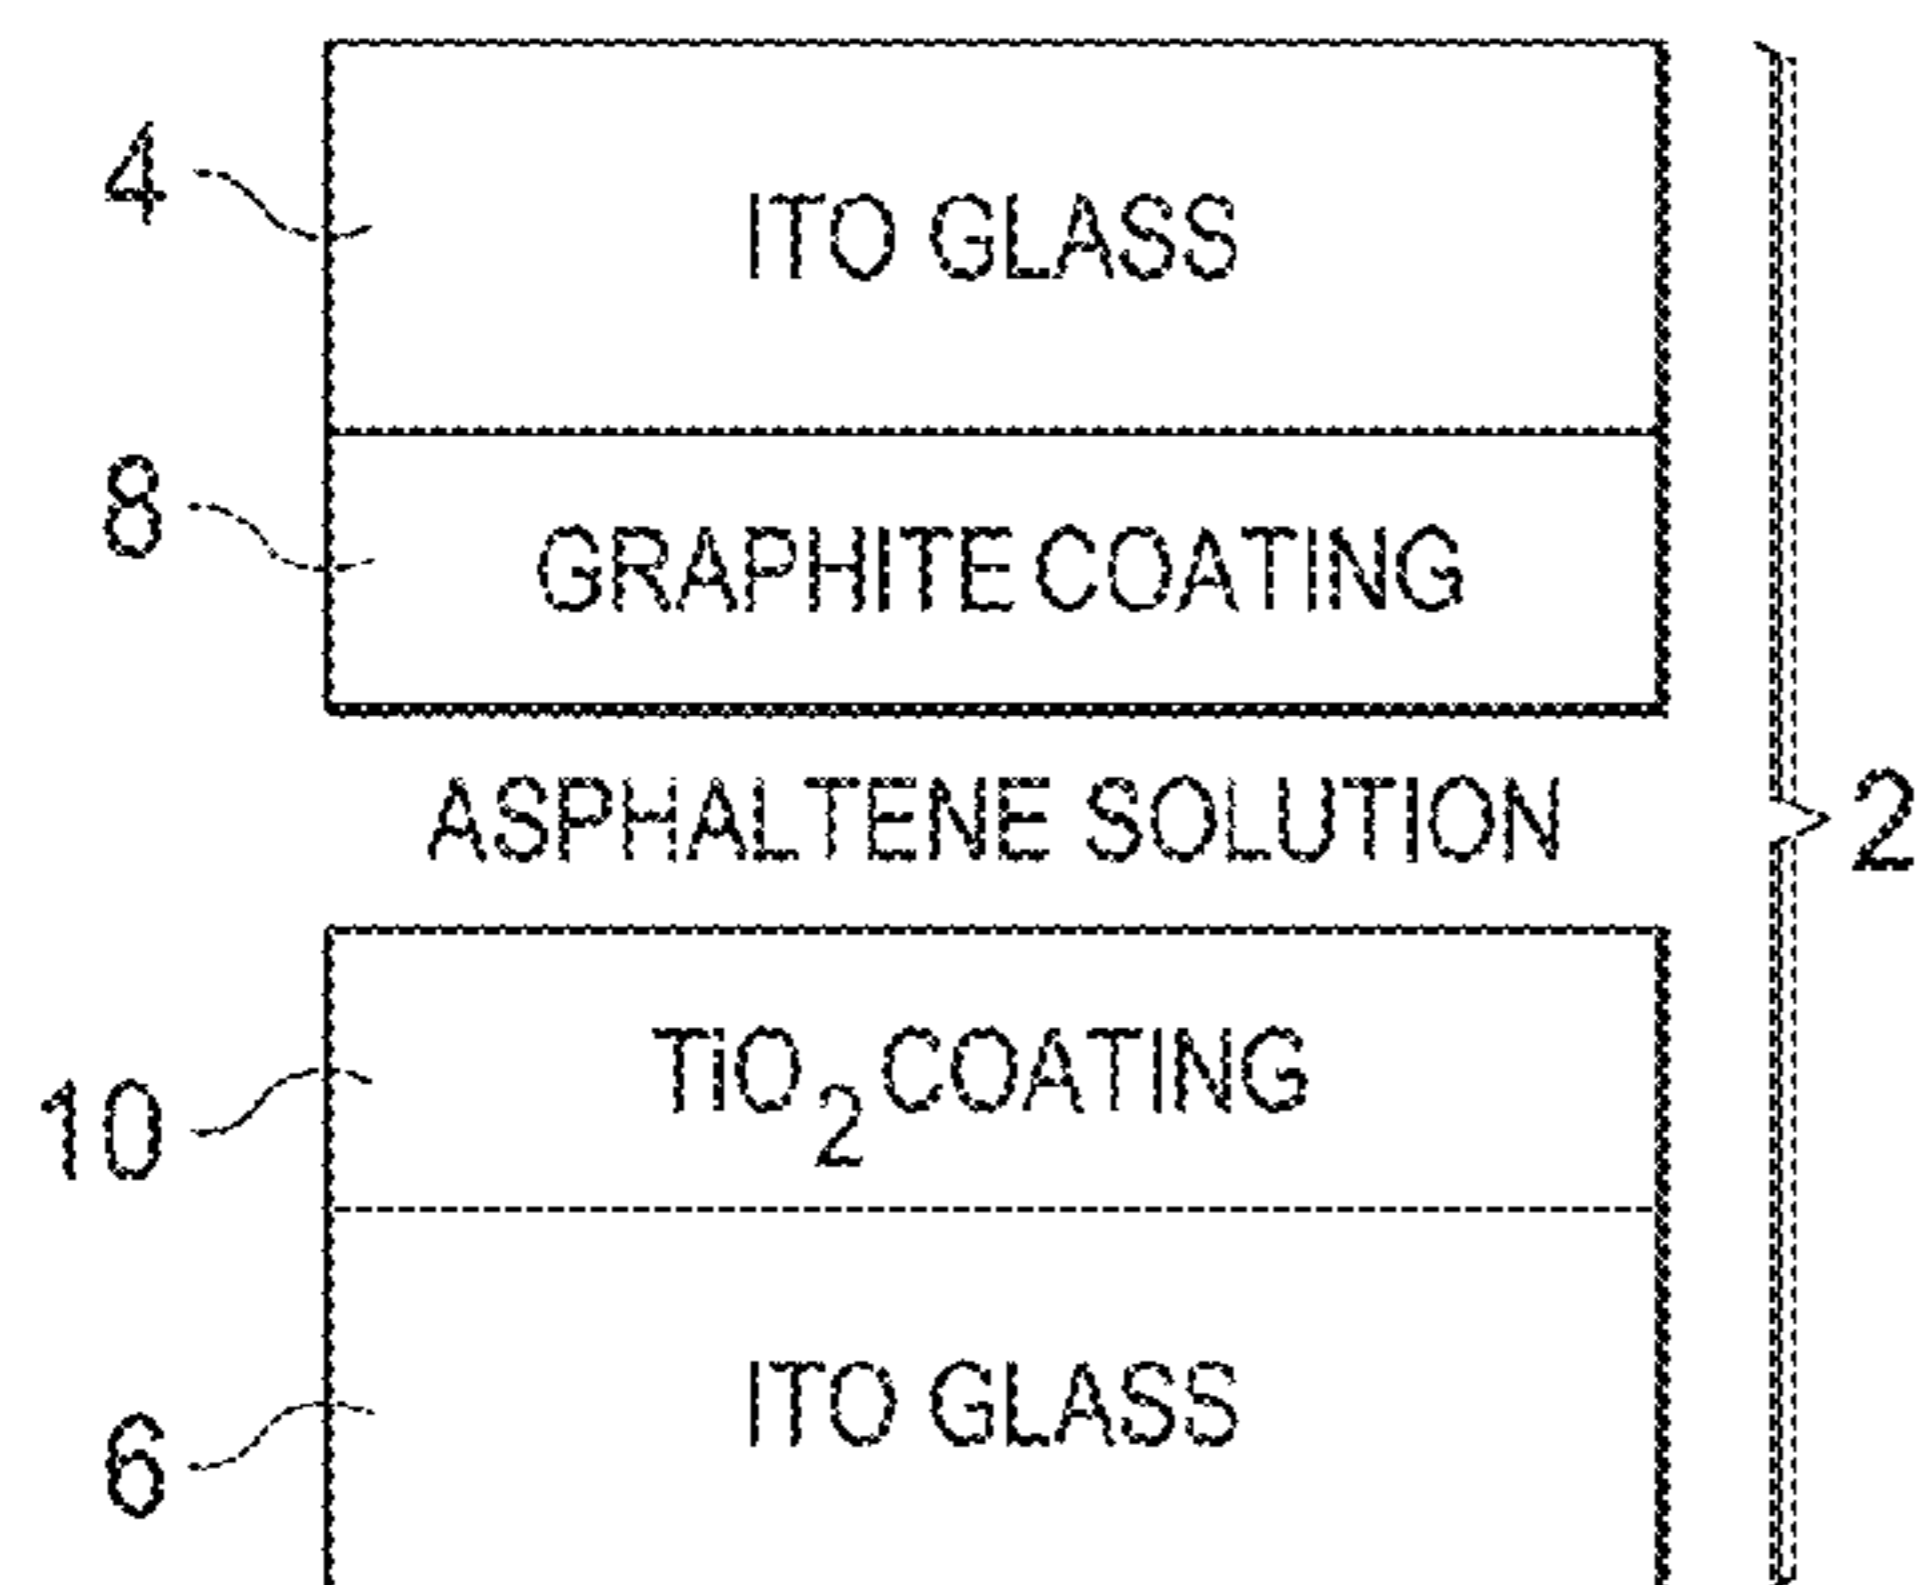 4 ITO GLASS
8 GRAPHITE COATING
ASPHALTENE SOLUTION 2
TiO2 COATING
10
ITO GLASS
6